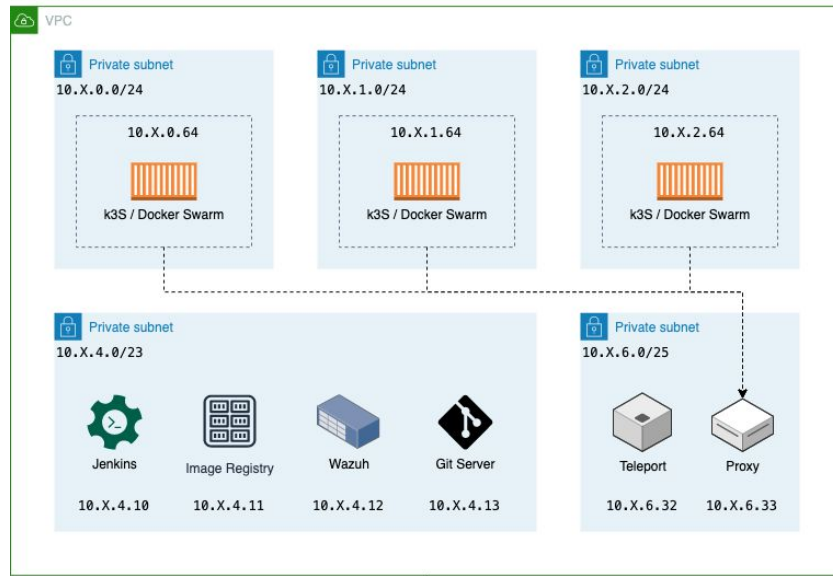 VPC
Private subnet
10.X.0.0/24
10.X.0.64
k3S / Docker Swarm
Private subnet
10.X.1.0/24
10.X.1.64
k3S / Docker Swarm
Private subnet
10.X.2.0/24
10.X.2.64
k3S / Docker Swarm
Private subnet
10.X.4.0/23
Jenkins
10.X.4.10
Image Registry
10.X.4.11
Wazuh
10.X.4.12
Git Server
10.X.4.13
Private subnet
10.X.6.0/25
Teleport
10.X.6.32
Proxy
10.X.6.33